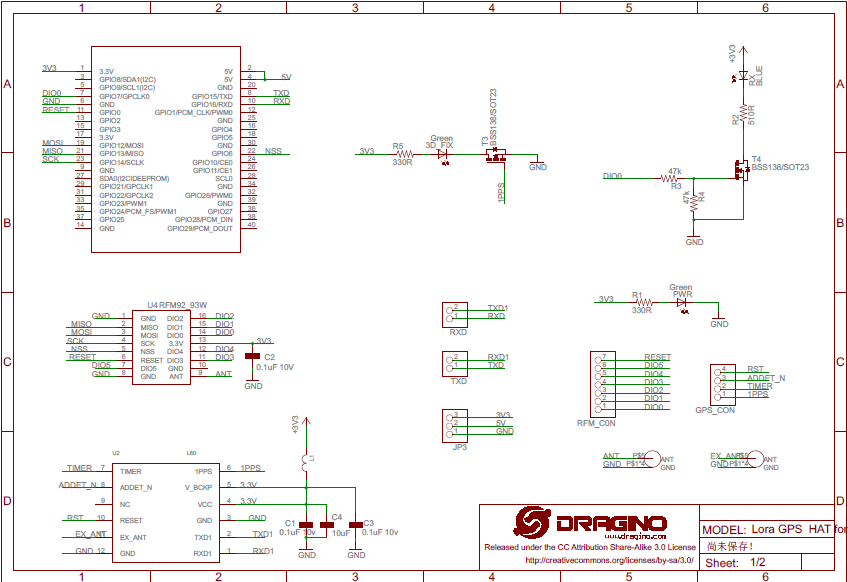 1 2 3 4 5 6
A
B
C
D
3V3 1 3.3V 5V 2
3 GPIO8/SDA1(I2C) 5V 4 5V
5 GPIO9/SCL1(I2C) GND
DIO0 7 GPIO7/GPCLK0 GPIO15/TXD 8 TXD
GND 9 GND GPIO16/RXD 10 RXD
RESET 11 GPIO0 GPIO1/PCM_CLK/PWM0 12
13 GPIO2 GND
15 GPIO3 GPIO4 16
17 3.3V GPIO5 18
MOSI 19 GPIO12/MOSI GND
MISO 21 GPIO13/MISO GPIO6 22 NSS
SCK 23 GPIO14/SCLK GPIO10/CE0 24
GND GPIO11/CE1 26
27 SDA0(I2CIDEEPROM) SCL0 28
29 GPIO21/GPCLK1 GND
31 GPIO22/GPCLK2 GPIO26/PWM0 32
33 GPIO23/PWM1 GND
35 GPIO24/PCM_FS/PWM1 GPIO27 36
37 GPIO25 GPIO28/PCM_DIN 38
14 GND GPIO29/PCM_DOUT 40
3V3 R5 330R
Green
3D_FIX
T3
BSS138/SOT23
1PPS
GND
+3V3
RX
BLUE
R2
510R
T4
BSS138/SOT23
DIO0
47k
R3
47k
R4
GND
U4 RFM92_93W
GND 1 GND DIO2 16 DIO2
MISO 2 MISO DIO1 15 DIO1
MOSI 3 MOSI DIO0 14 DIO0
SCK 4 SCK 3.3V 13 3V3
NSS 5 NSS DIO4 12 DIO4
RESET 6 RESET DIO3 11 DIO3
DIO5 7 DIO5 GND 10
GND 8 GND ANT 9 ANT
C2
0.1uF 10V
GND
2 TXD1
1 RXD
RXD
2 RXD1
1 TXD
TXD
3 3V3
2 5V
1 GND
JP3
3V3 R1
330R
Green
PWR
GND
7 RESET
6 DIO5
5 DIO4
4 DIO3
3 DIO2
2 DIO1
1 DIO0
RFM_C0N
4 RST
3 ADDET_N
2 TIMER
1 1PPS
GPS_CON
ANT ANT
GND P$1*4 GND
EX_ANT ANT
GND P$1*4 GND
U2 L80
TIMER 7 TIMER 1PPS 6 1PPS
ADDET_N 8 ADDET_N V_BCKP 5 3.3V
9 NC VCC 4 3.3V
RST 10 RESET GND 3 GND
EX_ANT 11 EX_ANT TXD1 2 TXD1
GND 12 GND RXD1 1 RXD1
+3V3
L1
C1
0.1uF 10v
C4
10uF
C3
0.1uF 10v
GND
GND
DRAGINO
www.dragino.com
Released under the CC Attribution Share-Alike 3.0 License
http://creativecommons.org/licenses/by-sa/3.0/
MODEL: Lora GPS HAT for
尚未保存!
Sheet: 1/2
A
B
C
D
1 2 3 4 5 6